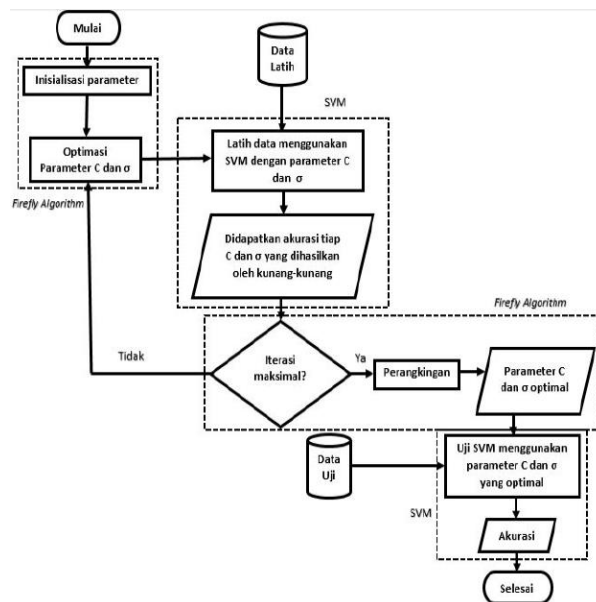 Mulai
Inisialisasi parameter
Optimasi
Parameter C dan σ
Firefly Algorithm
Data
Latih
SVM
Latih data menggunakan
SVM dengan parameter C
dan σ
Didapatkan akurasi tiap
C dan σ yang dihasilkan
oleh kunang-kunang
Firefly Algorithm
Iterasi
maksimal?
Tidak
Ya
Perangkingan
Parameter C
dan σ optimal
Data
Uji
Uji SVM menggunakan
parameter C dan σ
yang optimal
SVM
Akurasi
Selesai